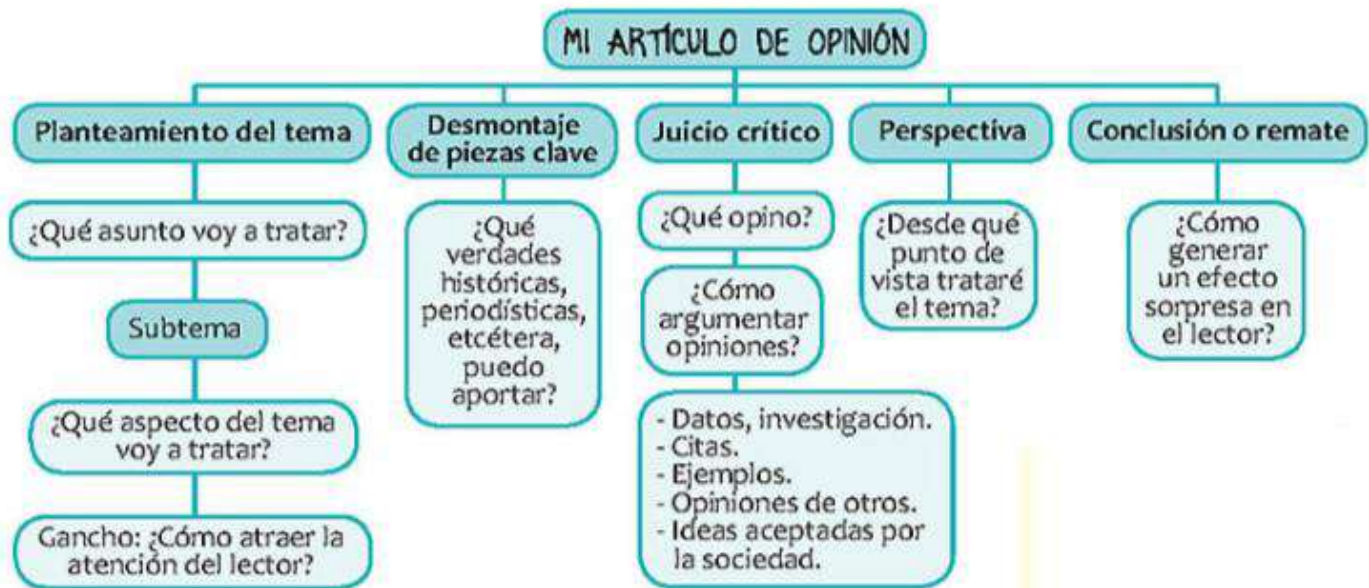 MI ARTÍCULO DE OPINIÓN
Planteamiento del tema
¿Qué asunto voy a tratar?
Subtema
¿Qué aspecto del tema
voy a tratar?
Gancho: ¿Cómo atraer la
atención del lector?
Desmontaje
de piezas clave
¿Qué
verdades
históricas,
periodísticas,
etcétera,
puedo
aportar?
Juicio crítico
¿Qué opino?
¿Cómo
argumentar
opiniones?
- Datos, investigación.
- Citas.
- Ejemplos.
- Opiniones de otros.
- Ideas aceptadas por
la sociedad.
Perspectiva
¿Desde qué
punto de
vista trataré
el tema?
Conclusión o remate
¿Cómo
generar
un efecto
sorpresa en
el lector?